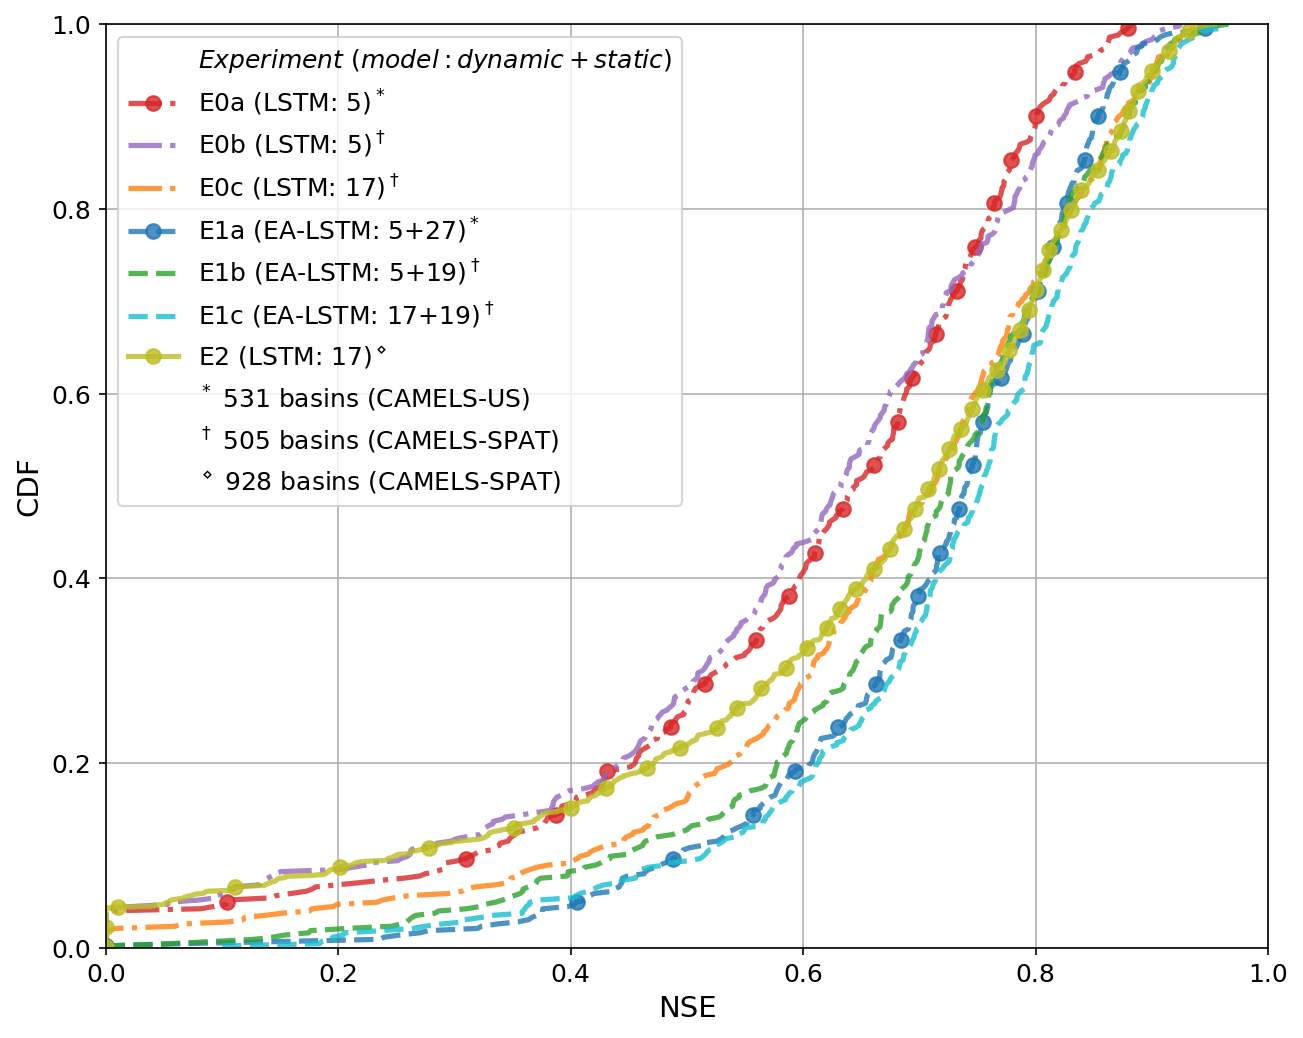 Experiment (model : dynamic + static)
E0a (LSTM: 5)*
E0b (LSTM: 5)†
E0c (LSTM: 17)†
E1a (EA-LSTM: 5+27)*
E1b (EA-LSTM: 5+19)†
E1c (EA-LSTM: 17+19)†
E2 (LSTM: 17)⋄
* 531 basins (CAMELS-US)
† 505 basins (CAMELS-SPAT)
⋄ 928 basins (CAMELS-SPAT)
CDF
1.0
0.8
0.6
0.4
0.2
0.0
0.0 0.2 0.4 0.6 0.8 1.0
NSE